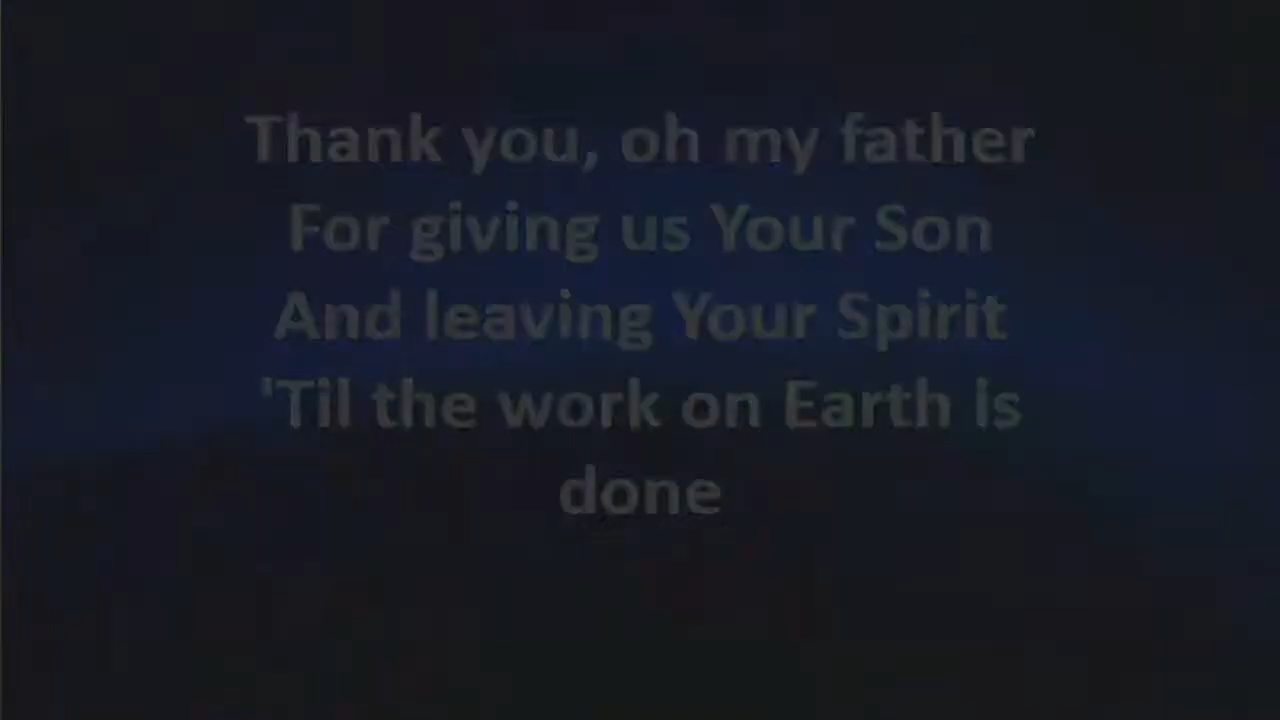 Thank you, oh my father
For giving us Your Son
And leaving Your Spirit
'Til the work on Earth is
done